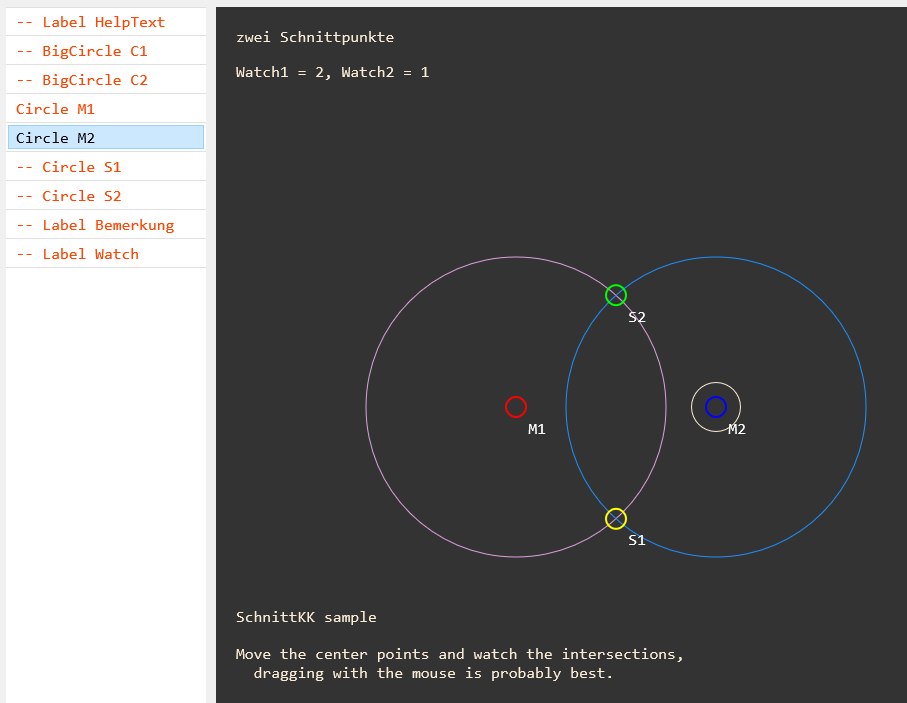 -- Label HelpText
-- BigCircle C1
-- BigCircle C2
Circle M1
Circle M2
-- Circle S1
-- Circle S2
-- Label Bemerkung
-- Label Watch
zwei Schnittpunkte
Watch1 = 2, Watch2 = 1
S2
M1
M2
S1
SchnittKK sample
Move the center points and watch the intersections,
dragging with the mouse is probably best.